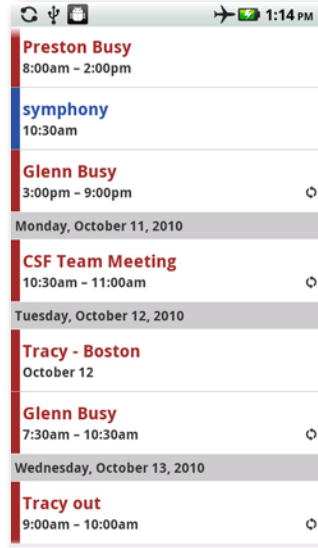 1:14 PM
Preston Busy
8:00am – 2:00pm
symphony
10:30am
Glenn Busy
3:00pm – 9:00pm
Monday, October 11, 2010
CSF Team Meeting
10:30am – 11:00am
Tuesday, October 12, 2010
Tracy - Boston
October 12
Glenn Busy
7:30am – 10:30am
Wednesday, October 13, 2010
Tracy out
9:00am – 10:00am